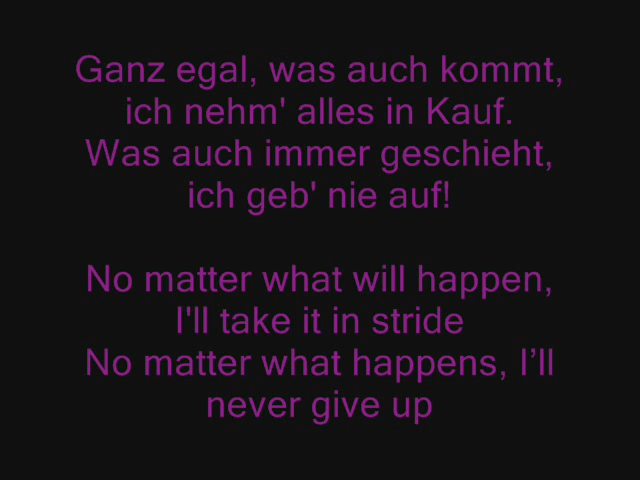 Ganz egal, was auch kommt,
ich nehm' alles in Kauf.
Was auch immer geschieht,
ich geb' nie auf!
No matter what will happen,
I'll take it in stride
No matter what happens, I’ll
never give up